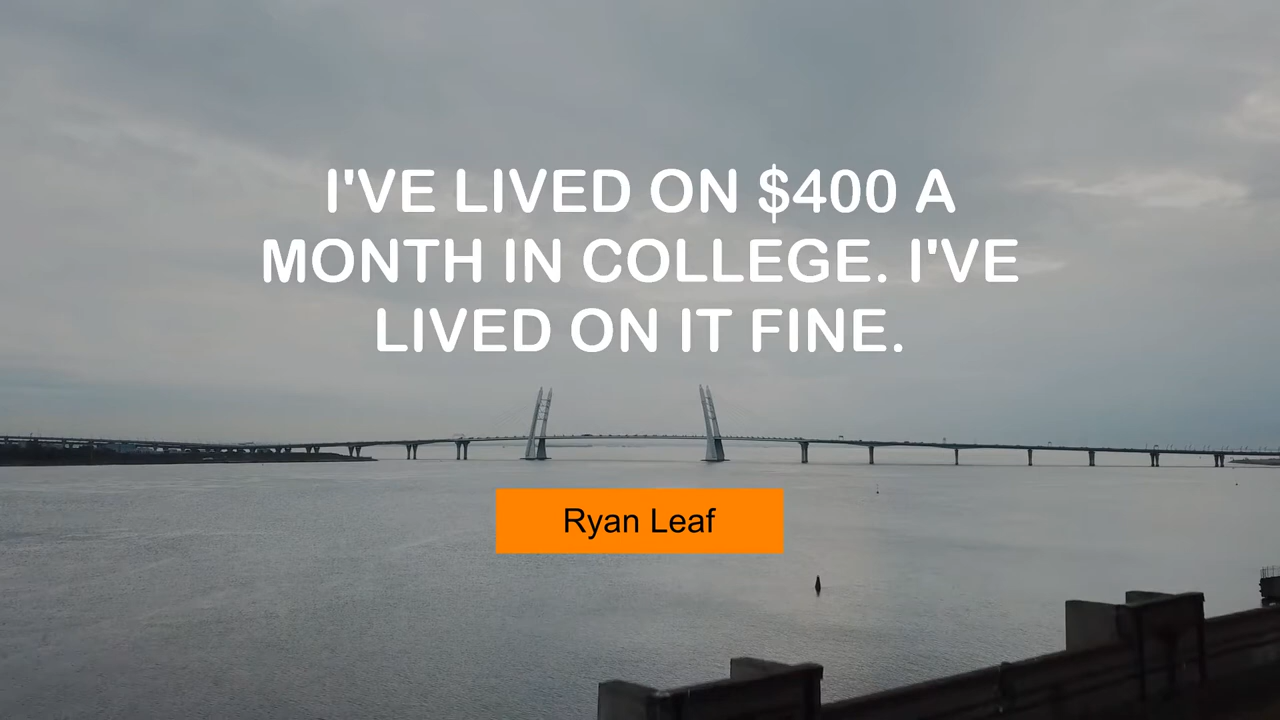 I'VE LIVED ON $400 A
MONTH IN COLLEGE. I'VE
LIVED ON IT FINE.
Ryan Leaf